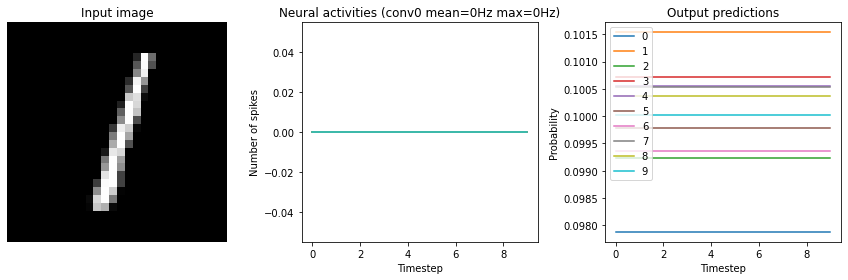 Input image
Neural activities (conv0 mean=0Hz max=0Hz)
Number of spikes
0.04
0.02
0.00
−0.02
−0.04
0 2 4 6 8
Timestep
Output predictions
Probability
0.1015
0.1010
0.1005
0.1000
0.0995
0.0990
0.0985
0.0980
0
1
2
3
4
5
6
7
8
9
0 2 4 6 8
Timestep